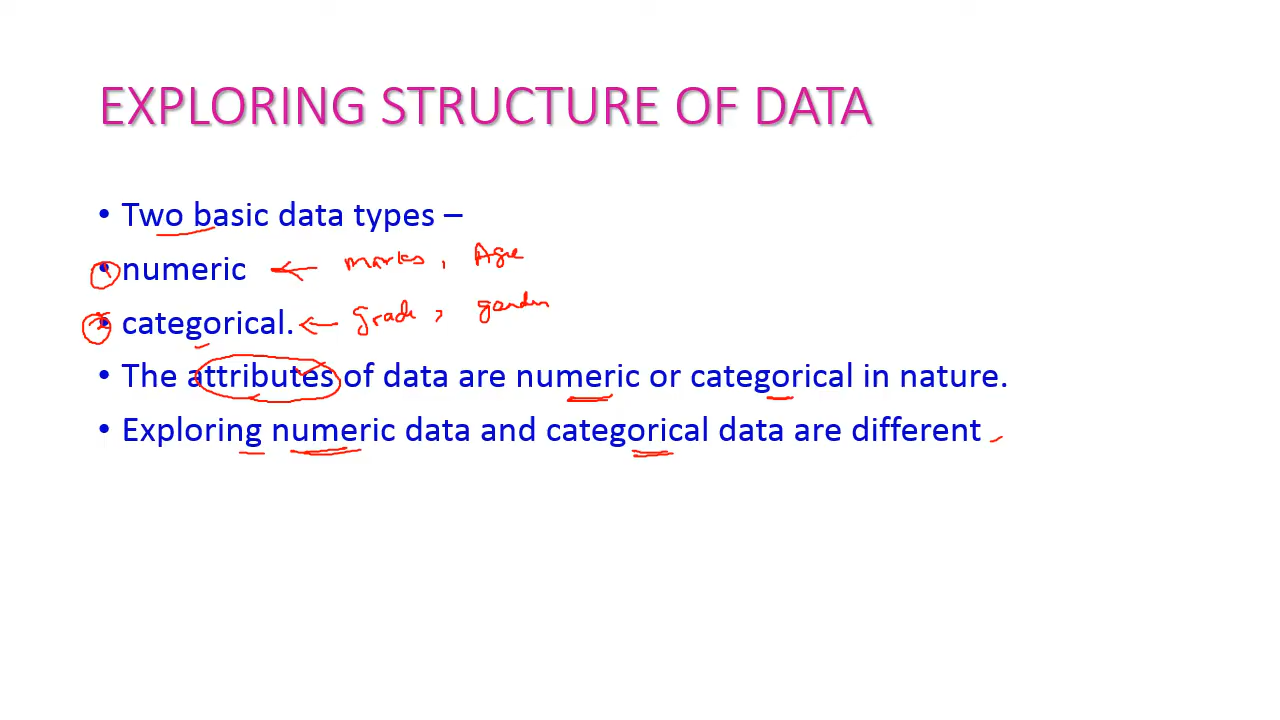 EXPLORING STRUCTURE OF DATA
• Two basic data types –
• numeric ← marks, Age
• categorical. ← grade, gender
• The attributes of data are numeric or categorical in nature.
• Exploring numeric data and categorical data are different